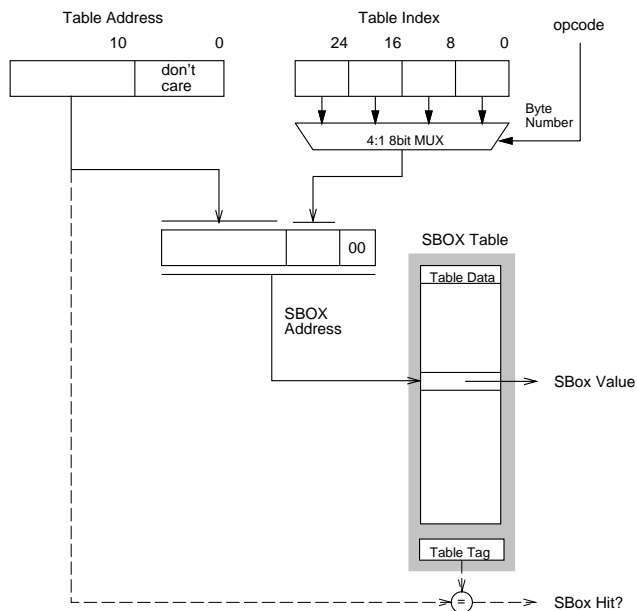 Table Address
Table Index
opcode
10 0
24 16 8 0
don't
care
Byte
Number
4:1 8bit MUX
00
SBOX Table
Table Data
SBOX
Address
SBox Value
Table Tag
=
SBox Hit?